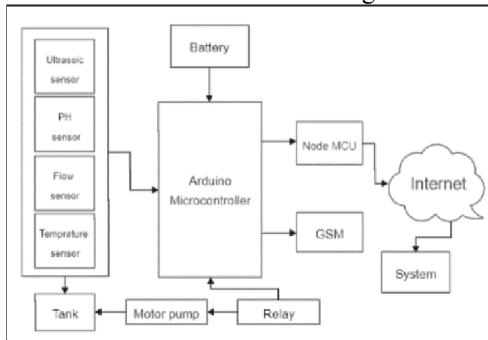 Ultrasoic
sensor
PH
sensor
Flow
sensor
Temprature
sensor
Battery
Arduino
Microcontroller
Node MCU
GSM
Internet
System
Tank
Motor pump
Relay